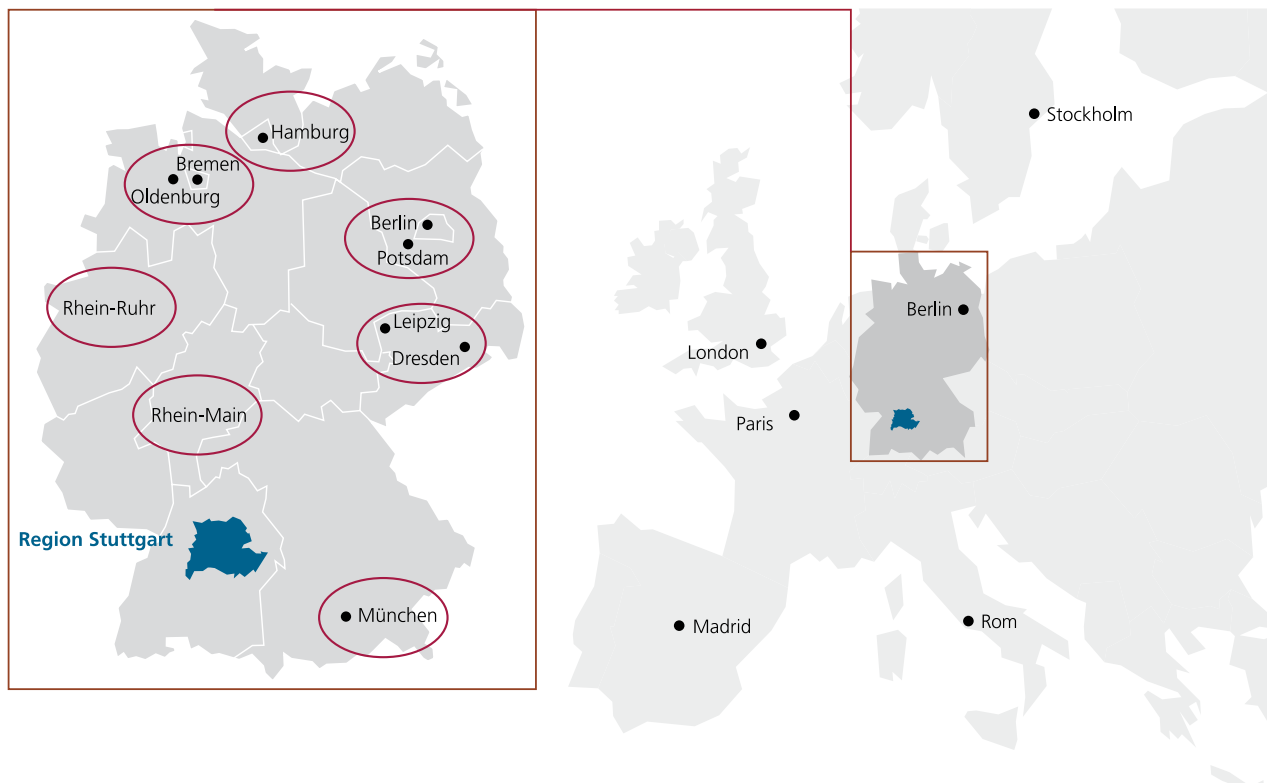 Hamburg
Bremen
Oldenburg
Berlin
Potsdam
Rhein-Ruhr
Leipzig
Dresden
Rhein-Main
Region Stuttgart
München
Stockholm
Berlin
London
Paris
Madrid
Rom